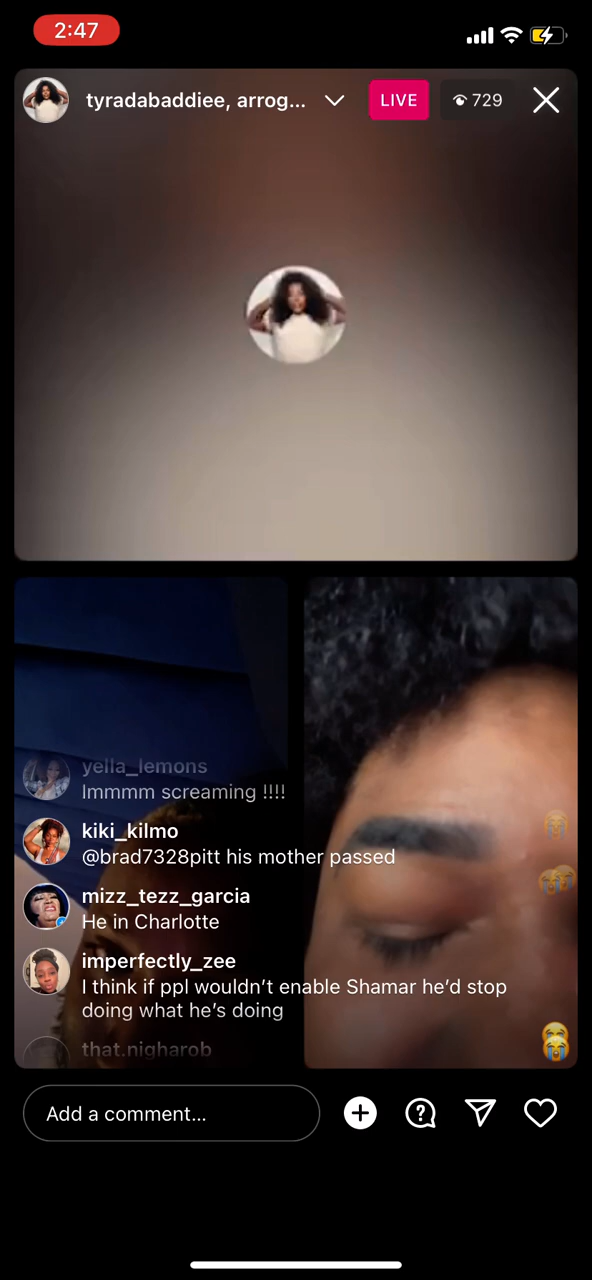 2:47
tyradabaddiee, arrog...
LIVE
729
yella_lemons
Immmm screaming !!!!
kiki_kilmo
@brad7328pitt his mother passed
mizz_tezz_garcia
He in Charlotte
imperfectly_zee
I think if ppl wouldn't enable Shamar he'd stop
doing what he's doing
that.nigharob
Add a comment...